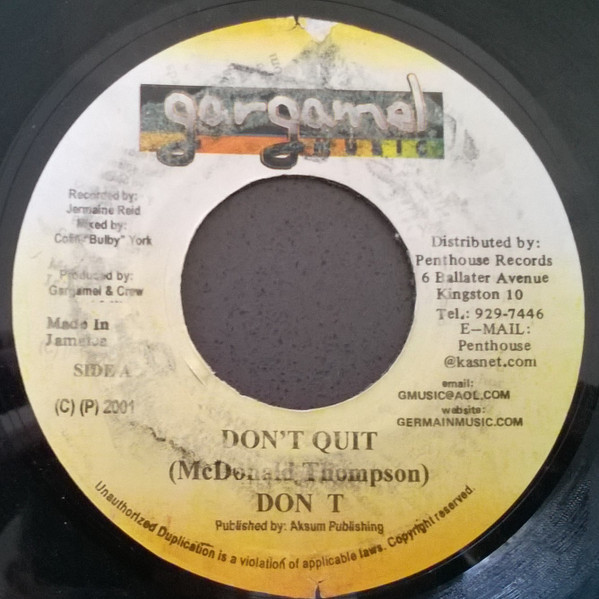 gargamel
MUSIC
Recorded by:
Jermaine Reid
Mixed by:
Colin "Bulby" York
Produced by:
Gargamel & Crew
Made In
Jamaica
SIDE A
(C) (P) 2001
Distributed by:
Penthouse Records
6 Ballater Avenue
Kingston 10
Tel.: 929-7446
E-MAIL:
Penthouse
@kasnet.com
email:
GMUSIC@AOL.COM
website:
GERMAINMUSIC.COM
DON'T QUIT
(McDonald Thompson)
DON T
Published by: Aksum Publishing
Unauthorized Duplication is a violation of applicable laws. Copyright reserved.